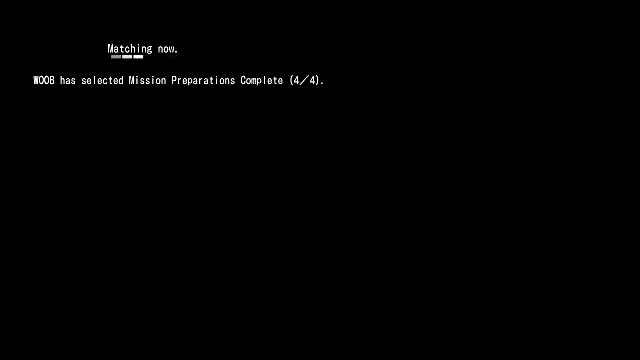 Matching now.
WOOB has selected Mission Preparations Complete (4／4).